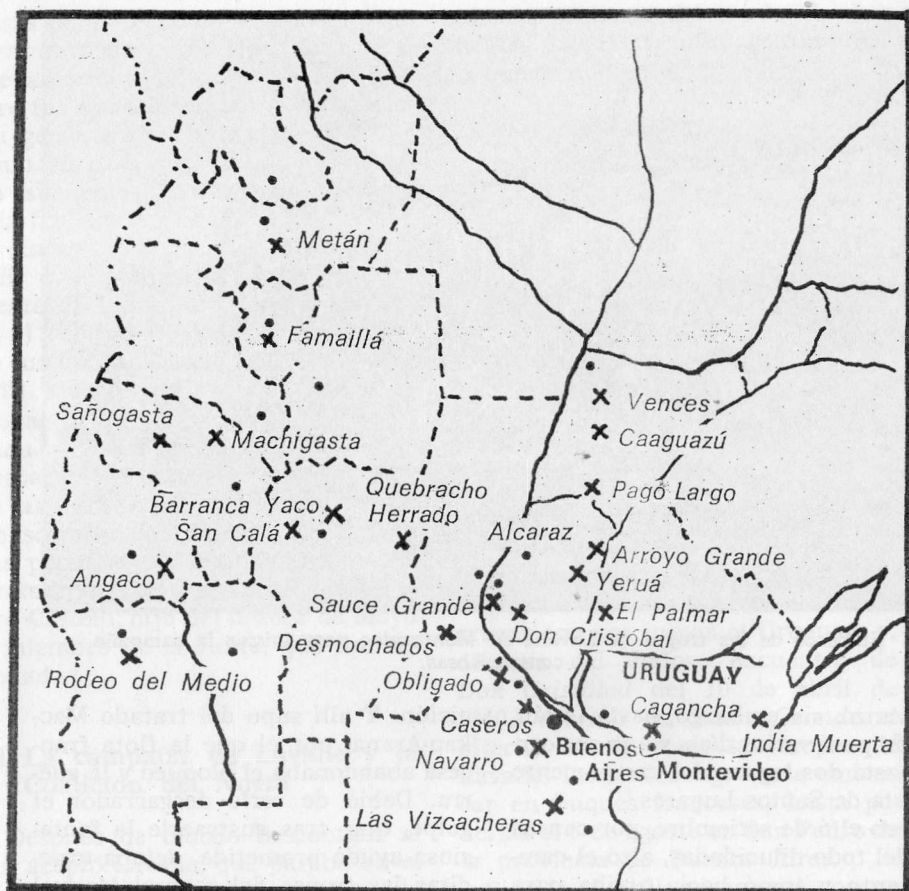 Metán
Famaillá
Sañogasta
Machigasta
Vences
Caaguazú
Quebracho
Herrado
Pago Largo
Barranca Yaco
San Calá
Alcaraz
Arroyo Grande
Yeruá
Angaco
Sauce Grande
El Palmar
Don Cristóbal
Desmochados
Rodeo del Medio
Obligado
URUGUAY
Cagancha
Caseros
India Muerta
Navarro
Buenos
Aires
Montevideo
Las Vizcacheras